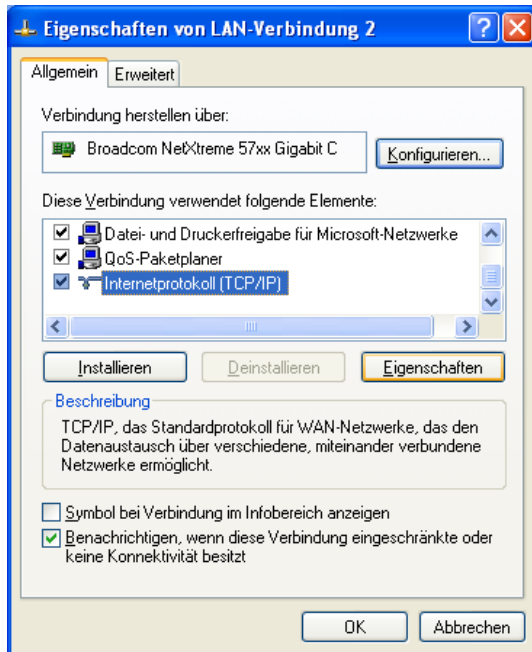 Eigenschaften von LAN-Verbindung 2
Allgemein
Erweitert
Verbindung herstellen über:
Broadcom NetXtreme 57xx Gigabit C
Konfigurieren...
Diese Verbindung verwendet folgende Elemente:
Datei- und Druckerfreigabe für Microsoft-Netzwerke
QoS-Paketplaner
Internetprotokoll (TCP/IP)
Installieren
Deinstallieren
Eigenschaften
Beschreibung
TCP/IP, das Standardprotokoll für WAN-Netzwerke, das den
Datenaustausch über verschiedene, miteinander verbundene
Netzwerke ermöglicht.
Symbol bei Verbindung im Infobereich anzeigen
Benachrichtigen, wenn diese Verbindung eingeschränkte oder
keine Konnektivität besitzt
OK
Abbrechen